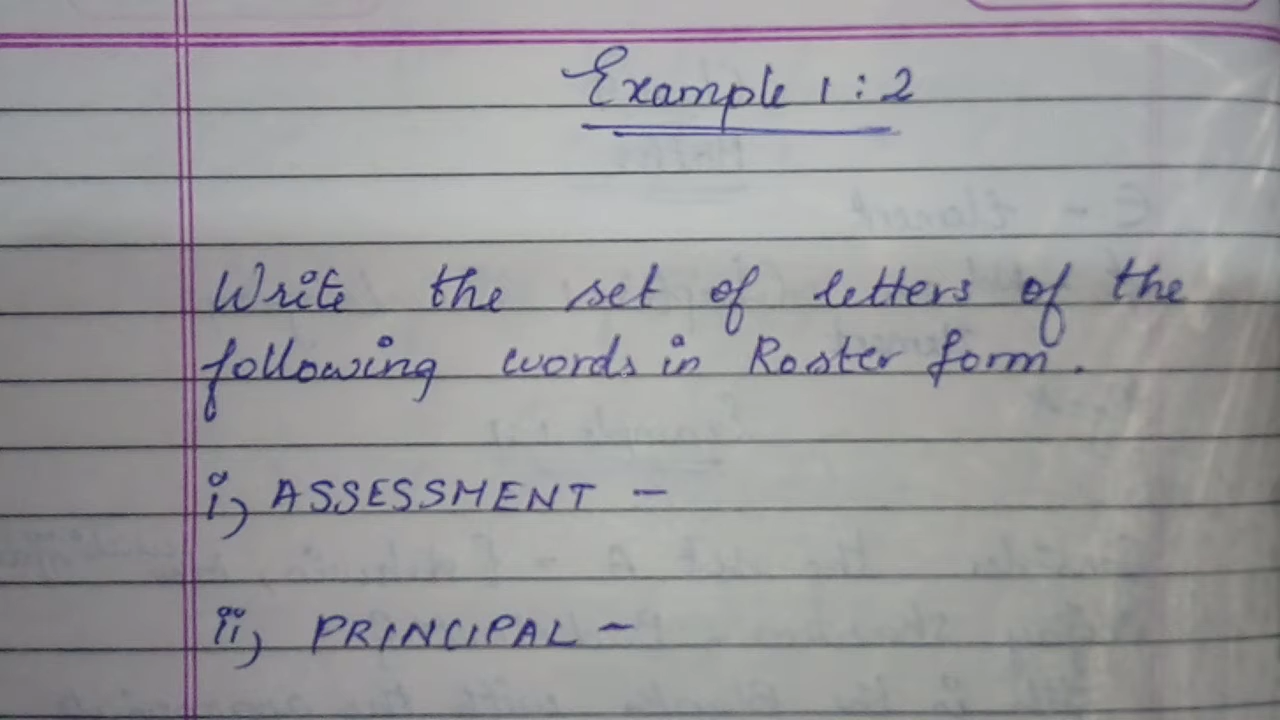 Example 1:2
Write the set of letters of the
following words in Roster form.
i) ASSESSMENT -
ii) PRINCIPAL -